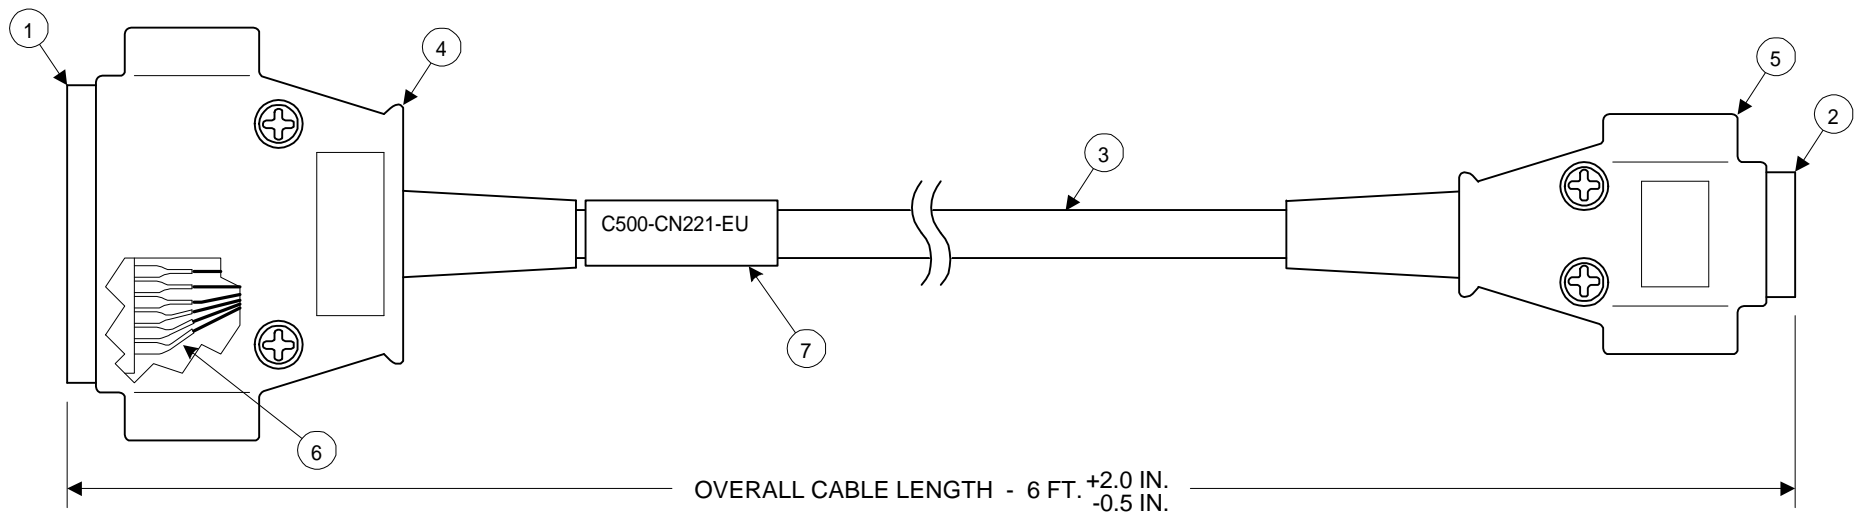 1
4
5
2
3
C500-CN221-EU
7
6
OVERALL CABLE LENGTH - 6 FT. +2.0 IN.
-0.5 IN.